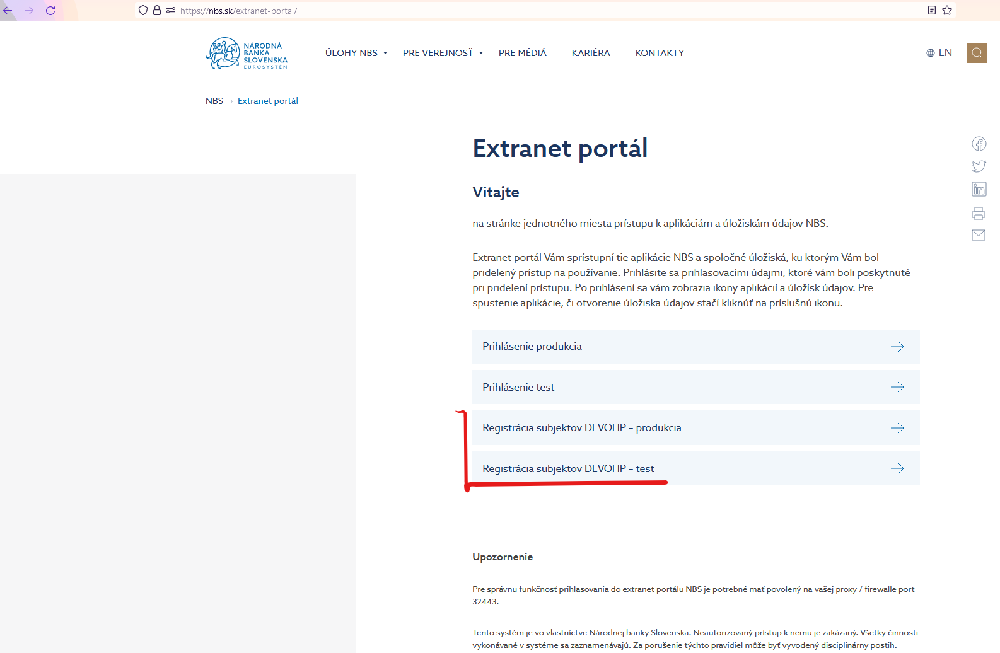 https://nbs.sk/extranet-portal/
NÁRODNÁ
BANKA
SLOVENSKA
EUROSYSTÉM
ÚLOHY NBS
PRE VEREJNOSŤ
PRE MÉDIÁ
KARIÉRA
KONTAKTY
EN
NBS › Extranet portál
Extranet portál
Vitajte
na stránke jednotného miesta prístupu k aplikáciám a úložiskám údajov NBS.
Extranet portál Vám sprístupní tie aplikácie NBS a spoločné úložiská, ku ktorým Vám bol
pridelený prístup na používanie. Prihlásite sa prihlasovacími údajmi, ktoré vám boli poskytnuté
pri pridelení prístupu. Po prihlásení sa vám zobrazia ikony aplikácií a úložísk údajov. Pre
spustenie aplikácie, či otvorenie úložiska údajov stačí kliknúť na príslušnú ikonu.
Prihlásenie produkcia
Prihlásenie test
Registrácia subjektov DEVOHP – produkcia
Registrácia subjektov DEVOHP – test
Upozornenie
Pre správnu funkčnosť prihlasovania do extranet portálu NBS je potrebné mať povolený na vašej proxy / firewalle port
32443.
Tento systém je vo vlastníctve Národnej banky Slovenska. Neautorizovaný prístup k nemu je zakázaný. Všetky činnosti
vykonávané v systéme sa zaznamenávajú. Za porušenie týchto pravidiel môže byť vyvodený disciplinárny postih.